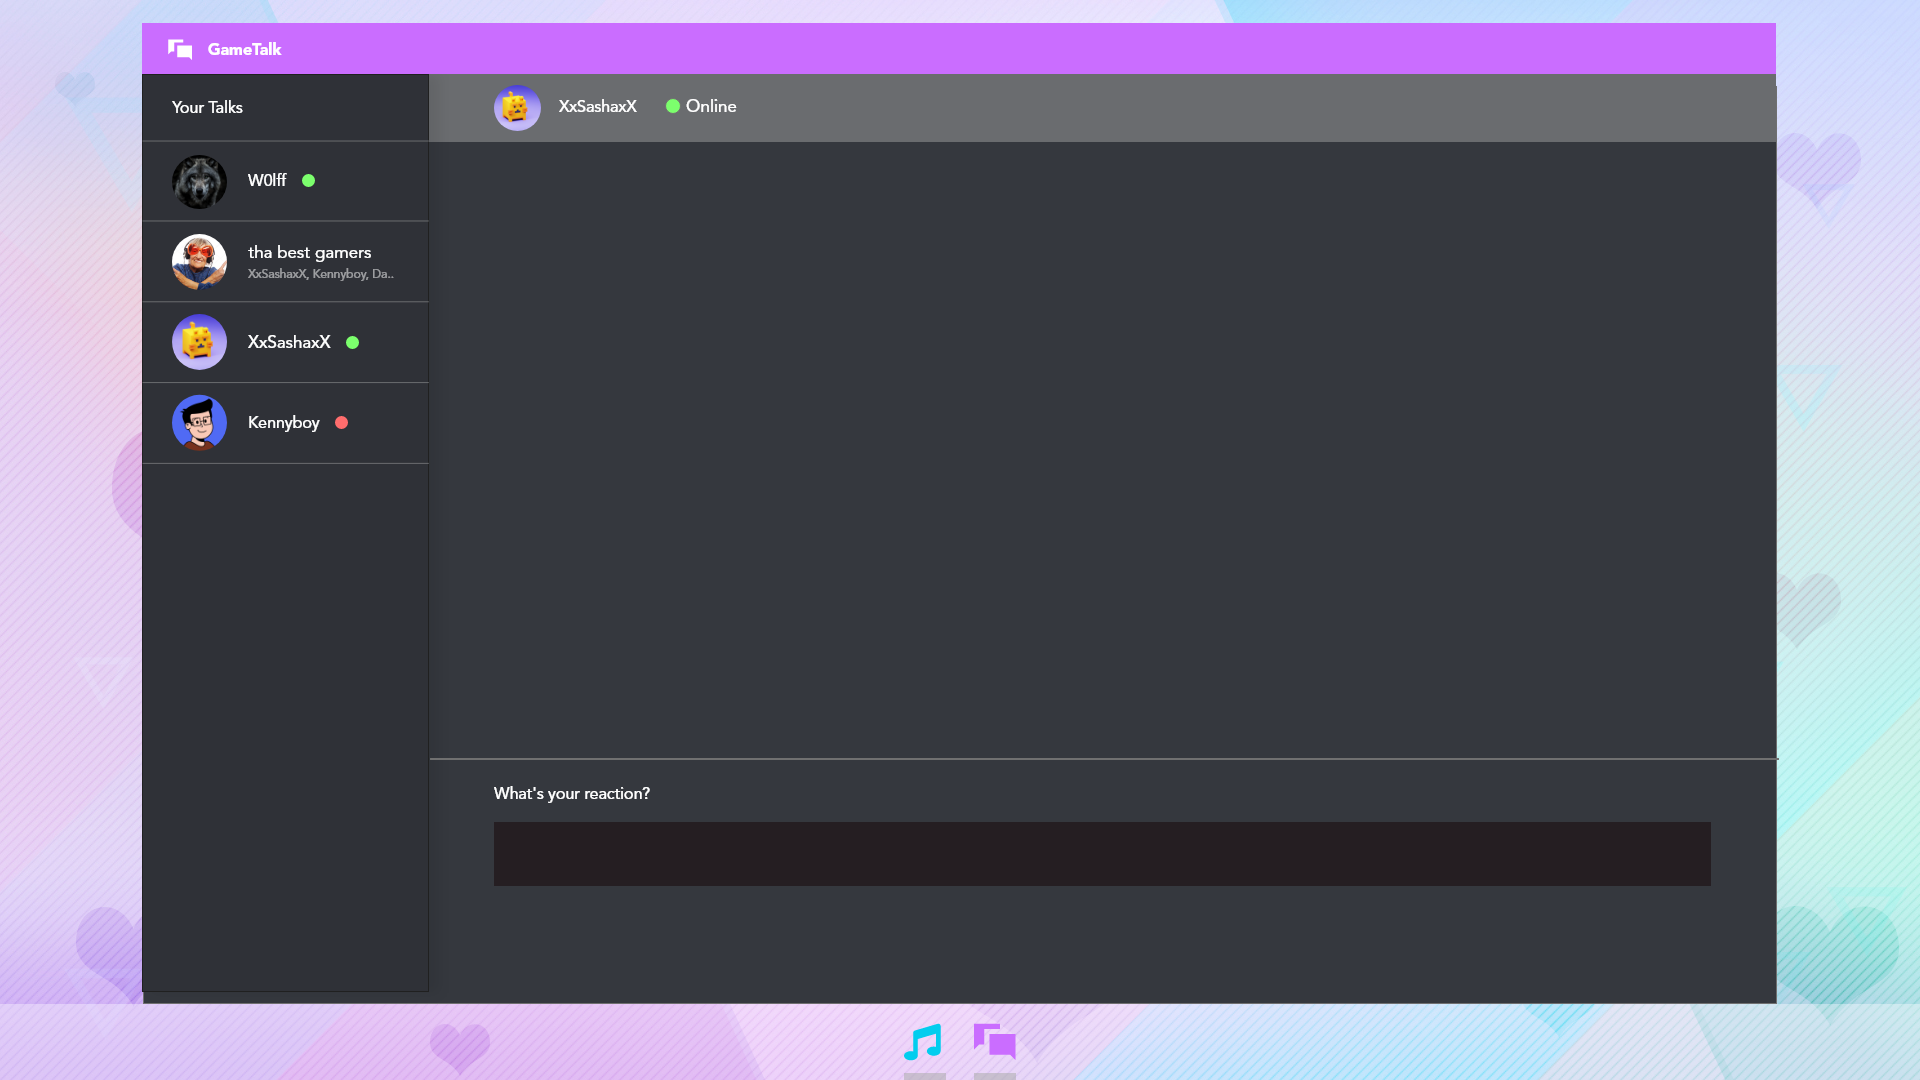 GameTalk
Your Talks
XxSashaxX
Online
W0lff
tha best gamers
XxSashaxX, Kennyboy, Da..
XxSashaxX
Kennyboy
What's your reaction?